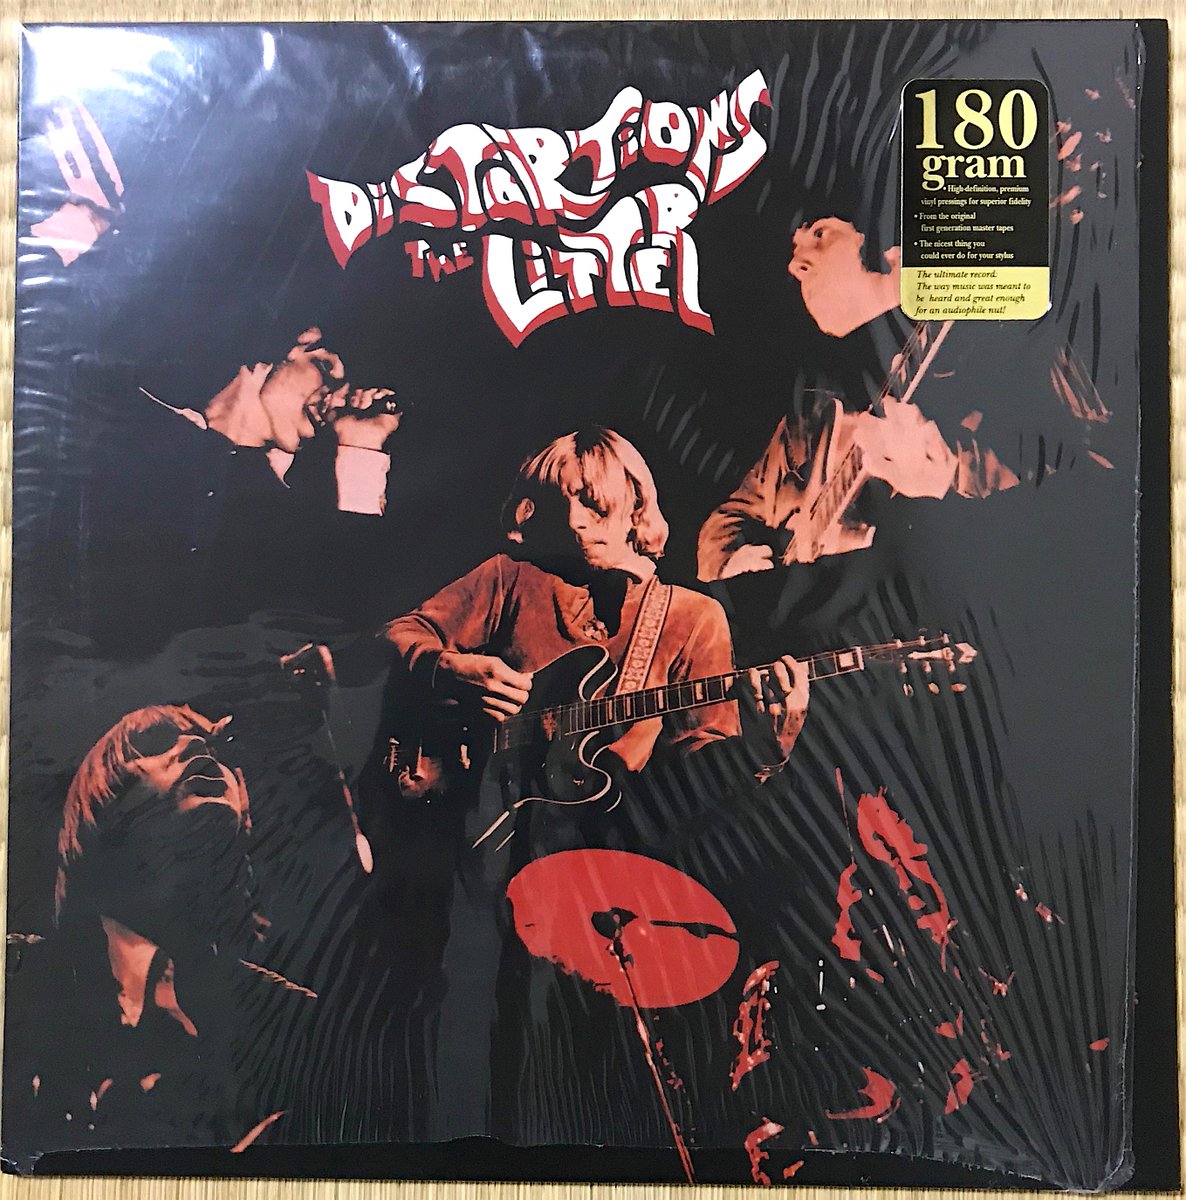 DiSTORTiONS
THE LITTER
180
gram
• High-definition, premium
vinyl pressings for superior fidelity
• From the original
first generation master tapes
• The nicest thing you
could ever do for your stylus
The ultimate record:
The way music was meant to
be heard and great enough
for an audiophile nut!